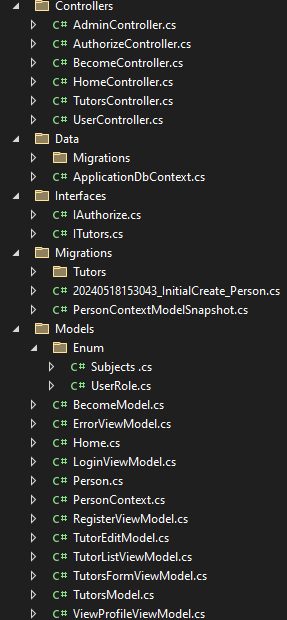 Controllers
C# AdminController.cs
C# AuthorizeController.cs
C# BecomeController.cs
C# HomeController.cs
C# TutorsController.cs
C# UserController.cs
Data
Migrations
C# ApplicationDbContext.cs
Interfaces
C# IAuthorize.cs
C# ITutors.cs
Migrations
Tutors
C# 20240518153043_InitialCreate_Person.cs
C# PersonContextModelSnapshot.cs
Models
Enum
C# Subjects .cs
C# UserRole.cs
C# BecomeModel.cs
C# ErrorViewModel.cs
C# Home.cs
C# LoginViewModel.cs
C# Person.cs
C# PersonContext.cs
C# RegisterViewModel.cs
C# TutorEditModel.cs
C# TutorListViewModel.cs
C# TutorsFormViewModel.cs
C# TutorsModel.cs
C# ViewProfileViewModel.cs